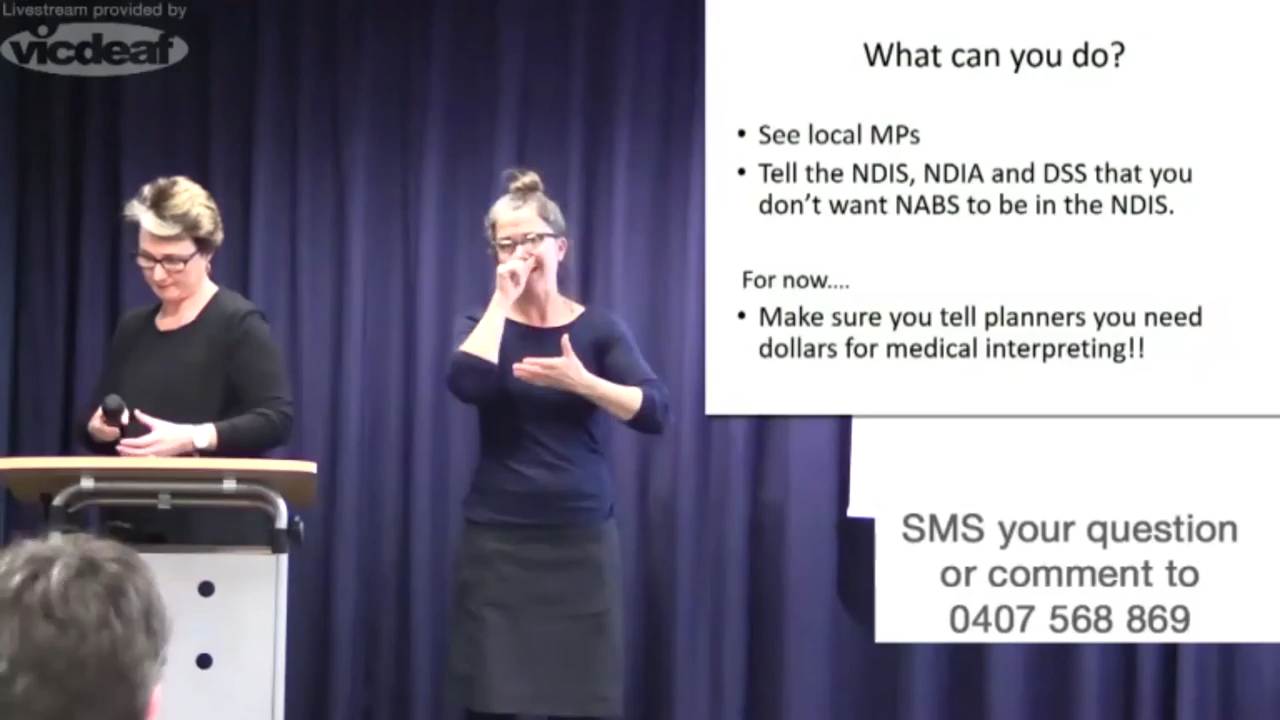 Livestream provided by
vicdeaf
What can you do?
• See local MPs
• Tell the NDIS, NDIA and DSS that you
don't want NABS to be in the NDIS.
For now....
• Make sure you tell planners you need
dollars for medical interpreting!!
SMS your question
or comment to
0407 568 869